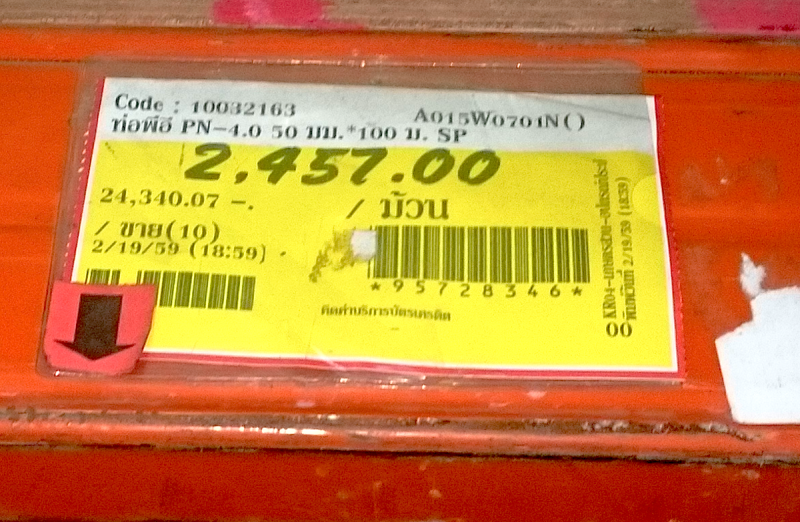 Code : 10032163
A015W0701N()
ท่อพีอี PN-4.0 50 มม.*100 ม. SP
2,457.00
24,340.07 -.
/ ม้วน
/ ขาย(10)
2/19/59 (18:59)
*95728346*
คิดค่าบริการบัตรเครดิต
พิมพ์วันที่ 2/19/59 (18:59)
00